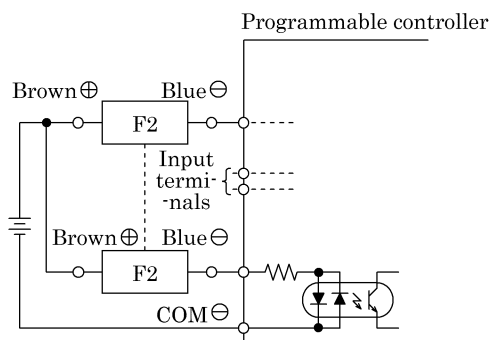 Programmable controller
Brown⊕
Blue⊖
F2
Input
termi-
-nals
Brown⊕
Blue⊖
F2
COM⊖